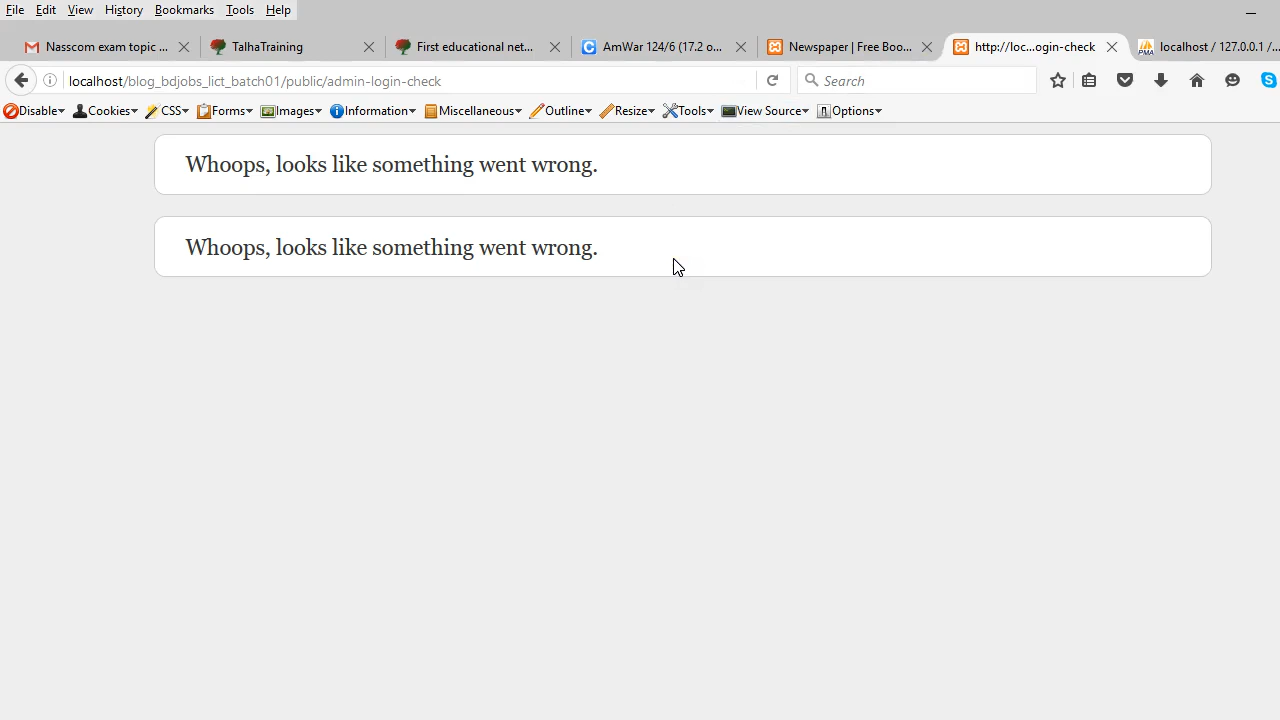 File Edit View History Bookmarks Tools Help
Nasscom exam topic ... TalhaTraining First educational net... AmWar 124/6 (17.2 o... Newspaper | Free Boo... http://loc...ogin-check localhost / 127.0.0.1 /...
localhost/blog_bdjobs_lict_batch01/public/admin-login-check Search
Disable Cookies CSS Forms Images Information Miscellaneous Outline Resize Tools View Source Options
Whoops, looks like something went wrong.
Whoops, looks like something went wrong.